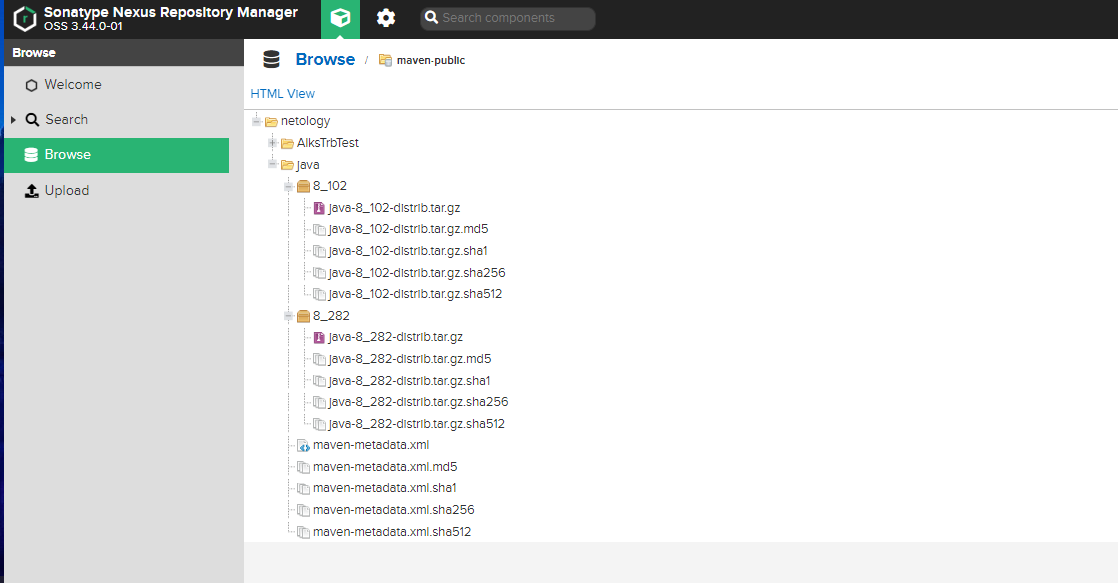 Sonatype Nexus Repository Manager
OSS 3.44.0-01
Search components
Browse
Welcome
Search
Browse
Upload
Browse / maven-public
HTML View
netology
AlksTrbTest
java
8_102
java-8_102-distrib.tar.gz
java-8_102-distrib.tar.gz.md5
java-8_102-distrib.tar.gz.sha1
java-8_102-distrib.tar.gz.sha256
java-8_102-distrib.tar.gz.sha512
8_282
java-8_282-distrib.tar.gz
java-8_282-distrib.tar.gz.md5
java-8_282-distrib.tar.gz.sha1
java-8_282-distrib.tar.gz.sha256
java-8_282-distrib.tar.gz.sha512
maven-metadata.xml
maven-metadata.xml.md5
maven-metadata.xml.sha1
maven-metadata.xml.sha256
maven-metadata.xml.sha512